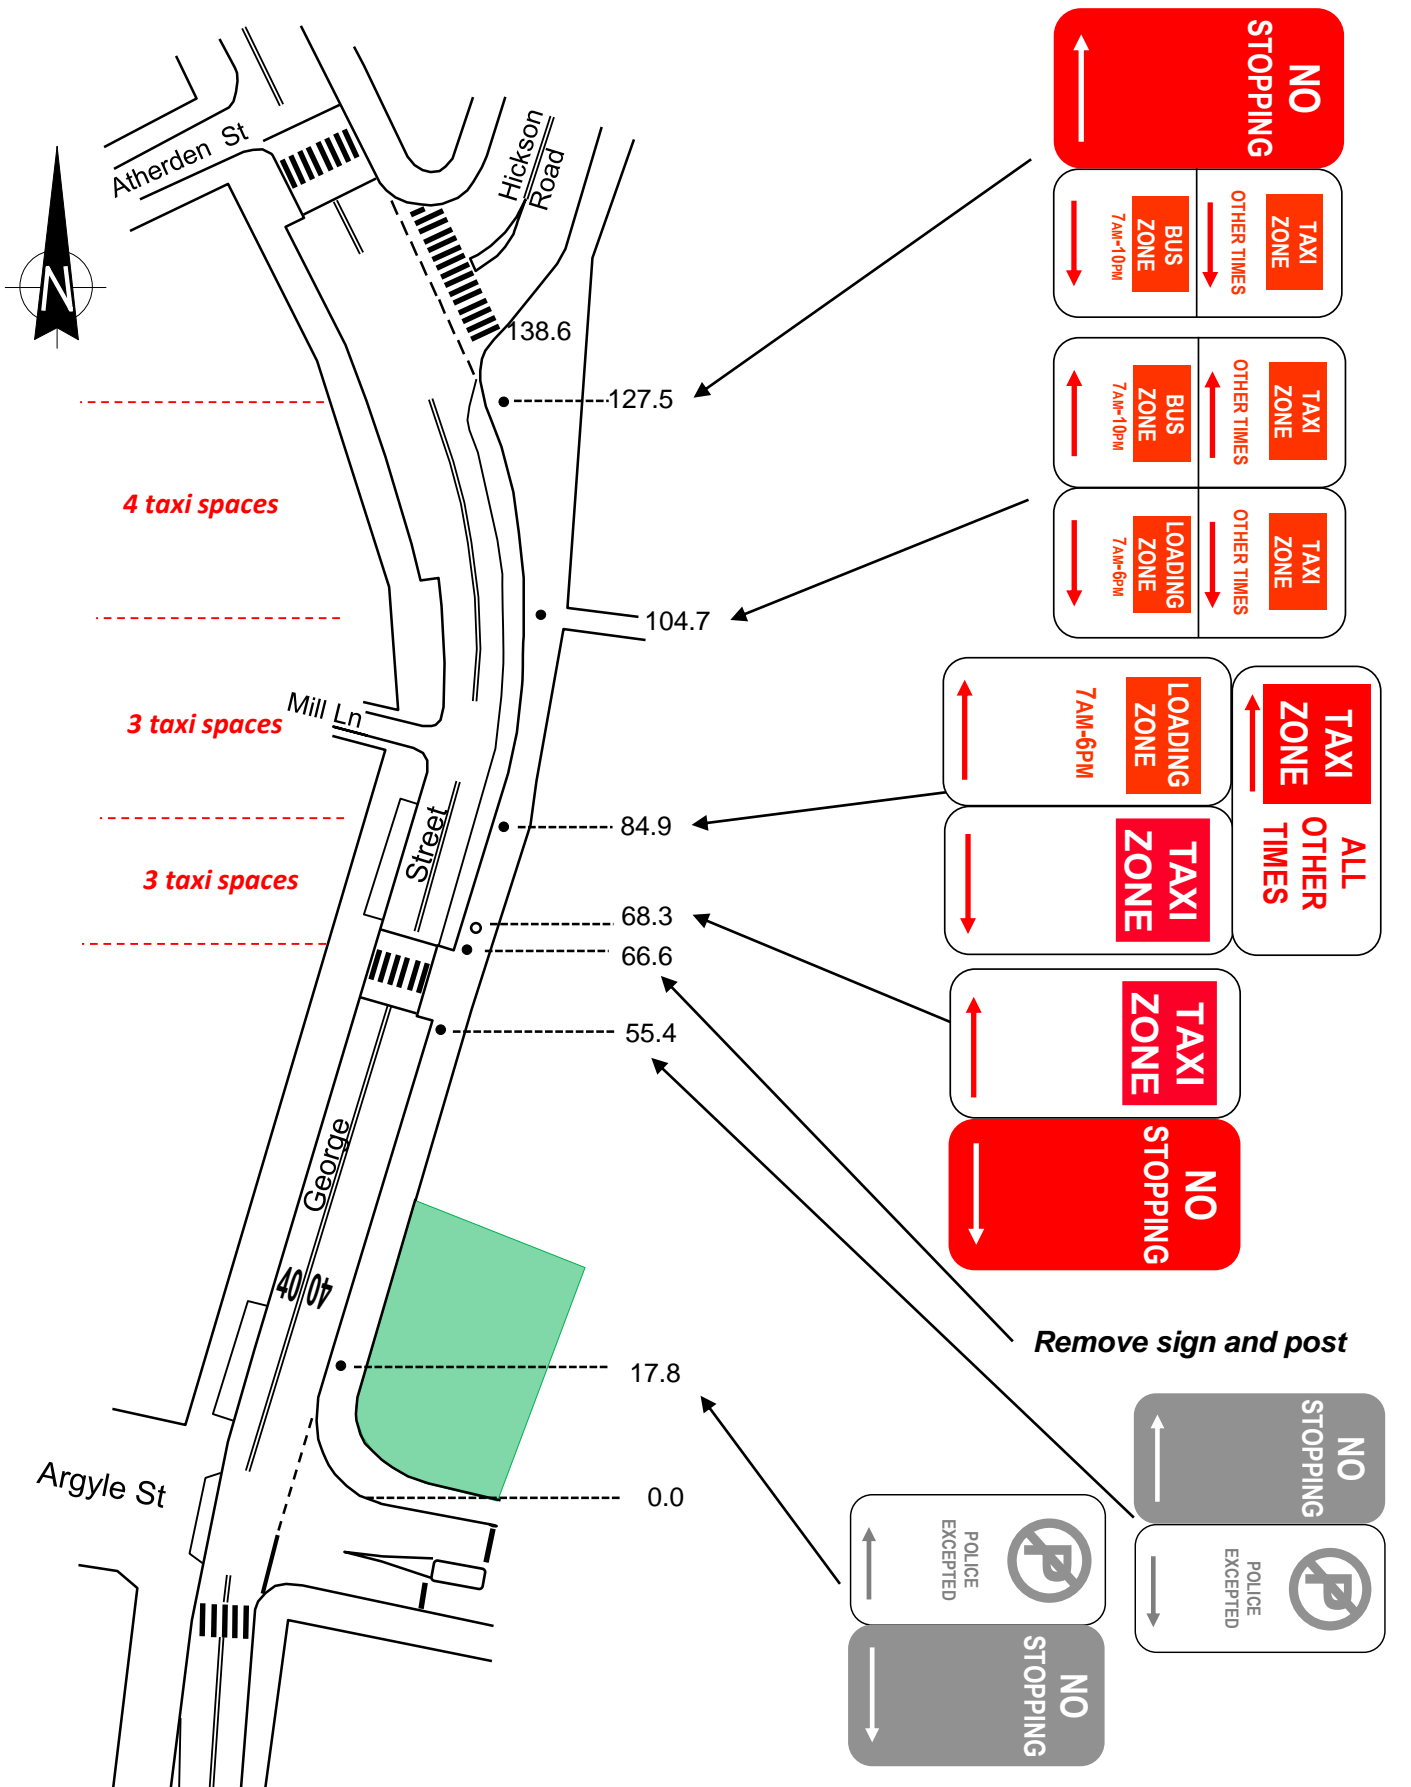 NO
STOPPING
TAXI
ZONE
OTHER TIMES
BUS
ZONE
7AM-10PM
Atherden St
Hickson
Road
N
138.6
127.5
TAXI
ZONE
OTHER TIMES
BUS
ZONE
7AM-10PM
4 taxi spaces
TAXI
ZONE
OTHER TIMES
LOADING
ZONE
7AM-6PM
104.7
Mill Ln
3 taxi spaces
LOADING
ZONE
7AM-6PM
TAXI
ZONE
ALL
OTHER
TIMES
84.9
TAXI
ZONE
Street
3 taxi spaces
68.3
66.6
55.4
TAXI
ZONE
NO
STOPPING
George
40 40
Remove sign and post
17.8
NO
STOPPING
Argyle St
0.0
P
POLICE
EXCEPTED
P
POLICE
EXCEPTED
NO
STOPPING